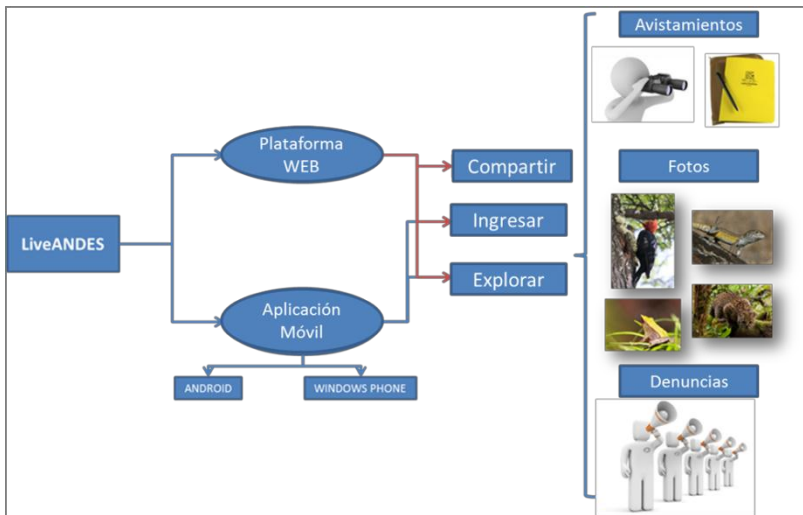 LiveANDES
Plataforma
WEB
Aplicación
Móvil
ANDROID
WINDOWS PHONE
Compartir
Ingresar
Explorar
Avistamientos
Fotos
Denuncias